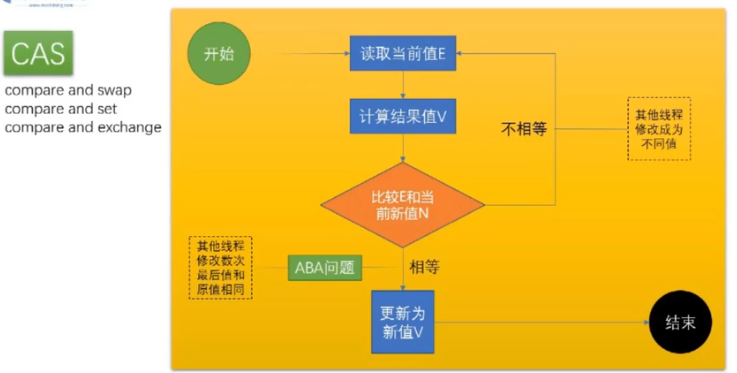 CAS
compare and swap
compare and set
compare and exchange
开始
读取当前值E
计算结果值V
不相等
其他线程
修改成为
不同值
比较E和当
前新值N
其他线程
修改数次
最后值和
原值相同
ABA问题
相等
更新为
新值V
结束